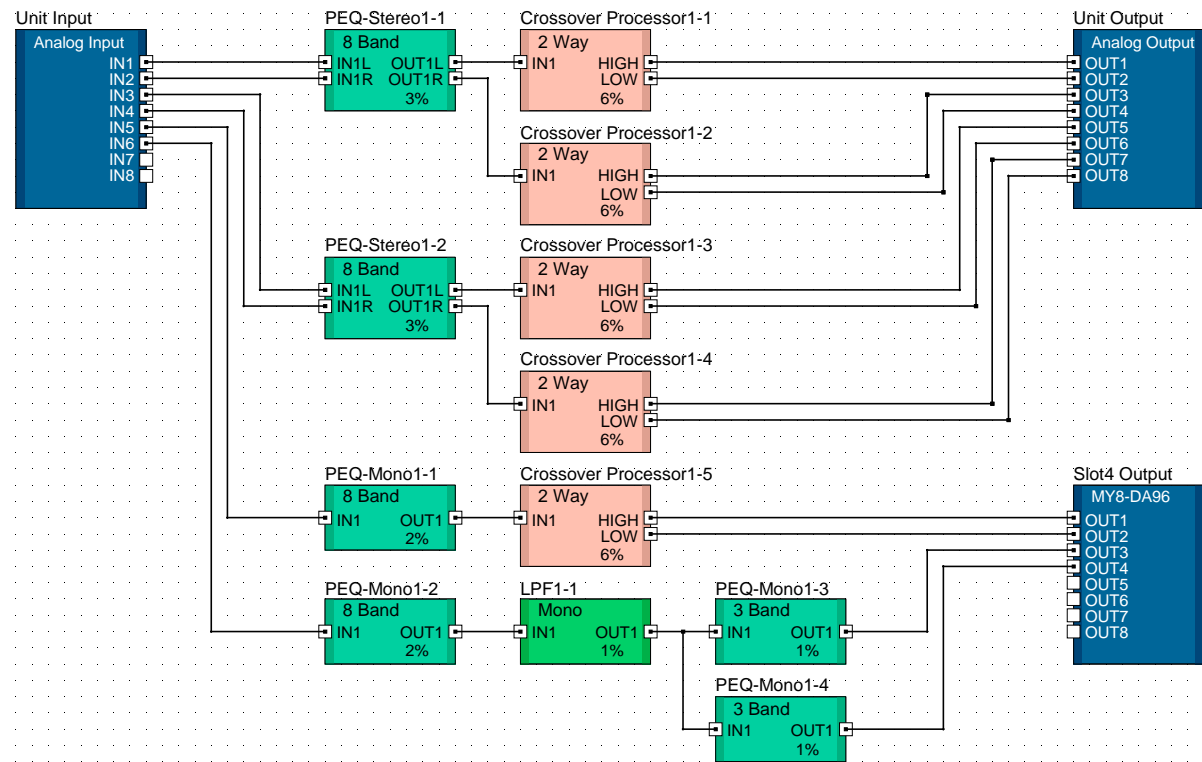 Unit Input
Analog Input
IN1
IN2
IN3
IN4
IN5
IN6
IN7
IN8
PEQ-Stereo1-1
8 Band
IN1L OUT1L
IN1R OUT1R
3%
Crossover Processor1-1
2 Way
IN1 HIGH
LOW
6%
Crossover Processor1-2
2 Way
IN1 HIGH
LOW
6%
Unit Output
Analog Output
OUT1
OUT2
OUT3
OUT4
OUT5
OUT6
OUT7
OUT8
PEQ-Stereo1-2
8 Band
IN1L OUT1L
IN1R OUT1R
3%
Crossover Processor1-3
2 Way
IN1 HIGH
LOW
6%
Crossover Processor1-4
2 Way
IN1 HIGH
LOW
6%
PEQ-Mono1-1
8 Band
IN1 OUT1
2%
Crossover Processor1-5
2 Way
IN1 HIGH
LOW
6%
Slot4 Output
MY8-DA96
OUT1
OUT2
OUT3
OUT4
OUT5
OUT6
OUT7
OUT8
PEQ-Mono1-2
8 Band
IN1 OUT1
2%
LPF1-1
Mono
IN1 OUT1
1%
PEQ-Mono1-3
3 Band
IN1 OUT1
1%
PEQ-Mono1-4
3 Band
IN1 OUT1
1%